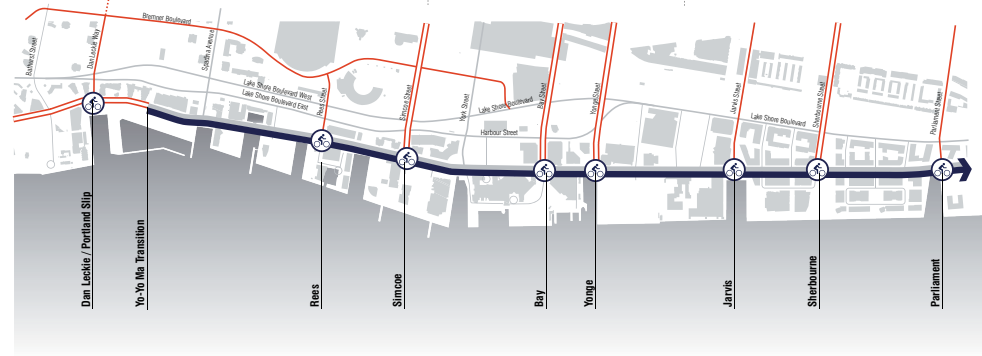 Bremner Boulevard
Bathurst Street
Dan Leckie Way
Spadina Avenue
Lake Shore Boulevard West
Lake Shore Boulevard East
Rees Street
Simcoe Street
York Street
Lake Shore Boulevard
Harbour Street
Bay Street
Yonge Street
Jarvis Street
Lake Shore Boulevard
Sherbourne Street
Parliament Street
Dan Leckie / Portland Slip
Yo-Yo Ma Transition
Rees
Simcoe
Bay
Yonge
Jarvis
Sherbourne
Parliament